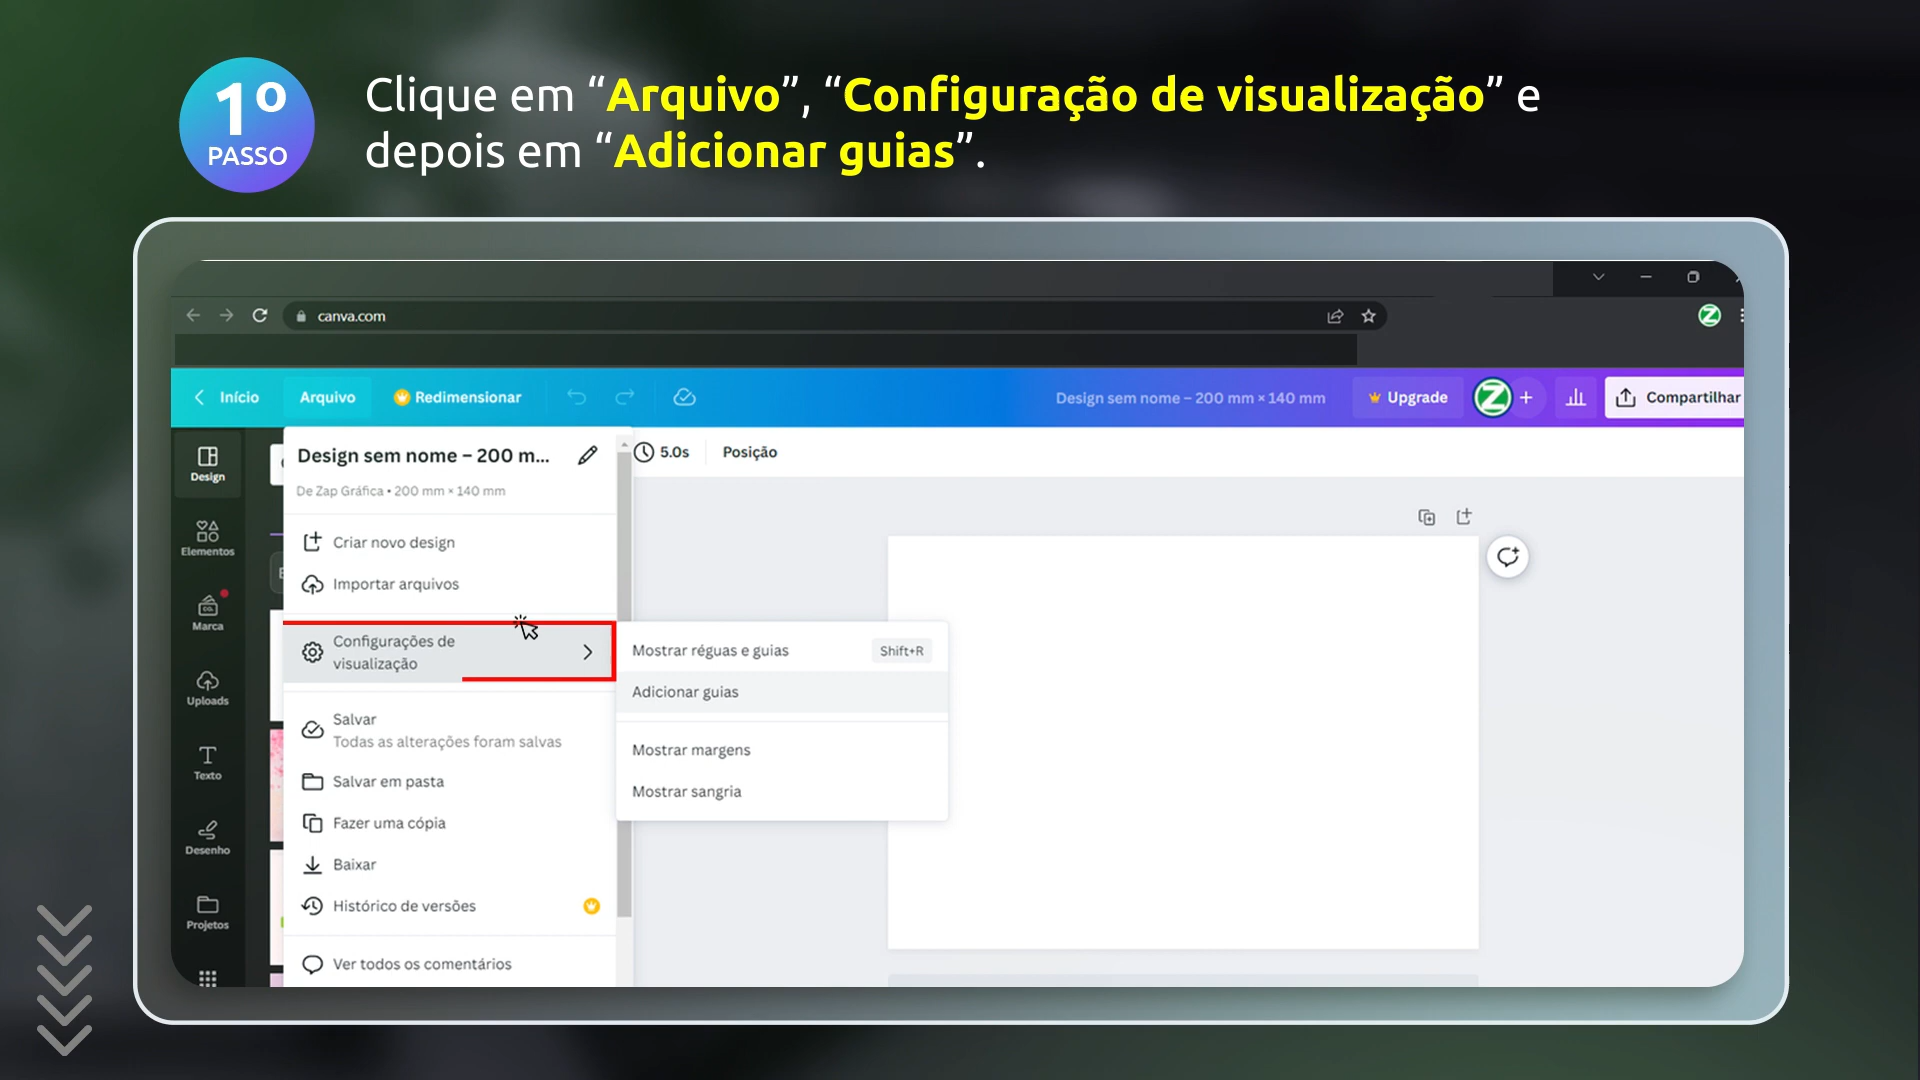 1º
PASSO
Clique em “Arquivo”, “Configuração de visualização” e
depois em “Adicionar guias”.
canva.com
Início
Arquivo
Redimensionar
Design sem nome – 200 mm × 140 mm
Upgrade
Z
Compartilhar
Design
Elementos
Marca
Uploads
Texto
Desenho
Projetos
Design sem nome – 200 m...
De Zap Gráfica • 200 mm × 140 mm
Criar novo design
Importar arquivos
Configurações de
visualização
Salvar
Todas as alterações foram salvas
Salvar em pasta
Fazer uma cópia
Baixar
Histórico de versões
Ver todos os comentários
5.0s
Posição
Mostrar réguas e guias
Shift+R
Adicionar guias
Mostrar margens
Mostrar sangria